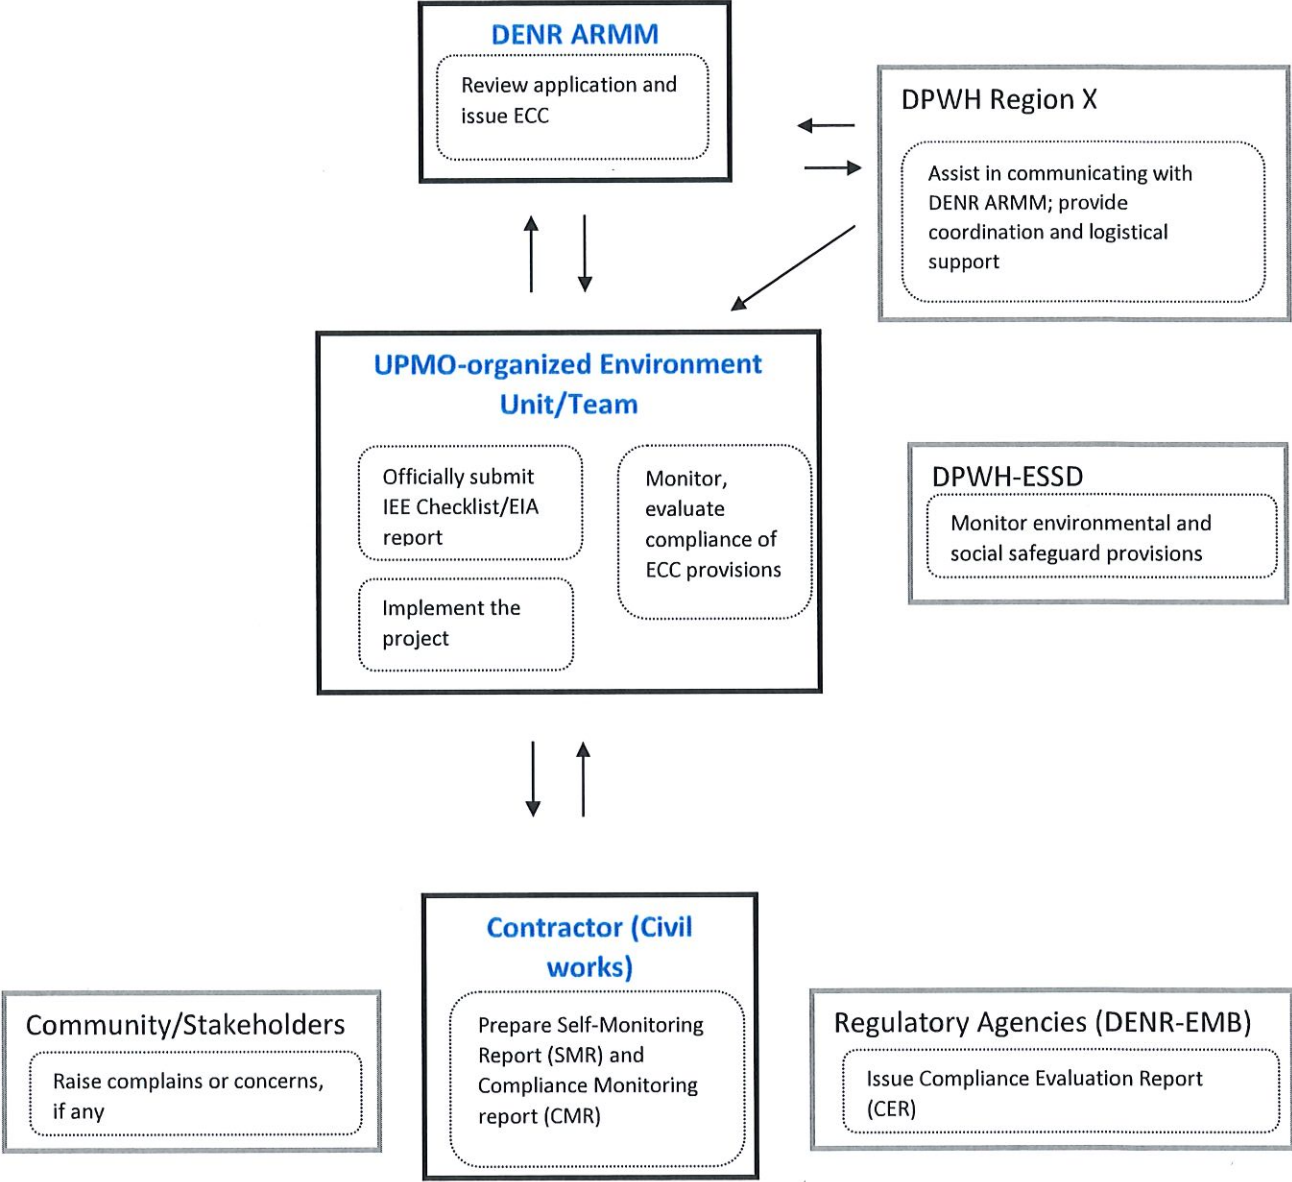 DENR ARMM
Review application and
issue ECC
DPWH Region X
Assist in communicating with
DENR ARMM; provide
coordination and logistical
support
UPMO-organized Environment
Unit/Team
Officially submit
IEE Checklist/EIA
report
Monitor,
evaluate
compliance of
ECC provisions
Implement the
project
DPWH-ESSD
Monitor environmental and
social safeguard provisions
Contractor (Civil
works)
Prepare Self-Monitoring
Report (SMR) and
Compliance Monitoring
report (CMR)
Community/Stakeholders
Raise complains or concerns,
if any
Regulatory Agencies (DENR-EMB)
Issue Compliance Evaluation Report
(CER)